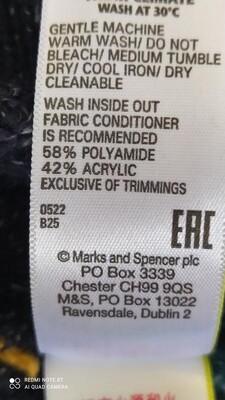 WASH AT 30°C
GENTLE MACHINE
WARM WASH/ DO NOT
BLEACH/ MEDIUM TUMBLE
DRY/ COOL IRON/ DRY
CLEANABLE
WASH INSIDE OUT
FABRIC CONDITIONER
IS RECOMMENDED
58% POLYAMIDE
42% ACRYLIC
EXCLUSIVE OF TRIMMINGS
0522
B25
EAC
© Marks and Spencer plc
PO Box 3339
Chester CH99 9QS
M&S, PO Box 13022
Ravensdale, Dublin 2
REDMI NOTE 8T
AI QUAD CAMERA